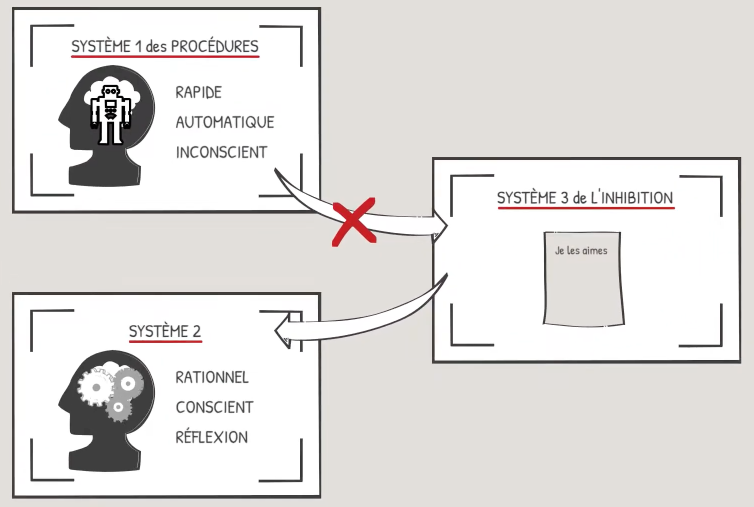 SYSTÈME 1 des PROCÉDURES
RAPIDE
AUTOMATIQUE
INCONSCIENT
SYSTÈME 3 de L'INHIBITION
Je les aimes
SYSTÈME 2
RATIONNEL
CONSCIENT
RÉFLEXION